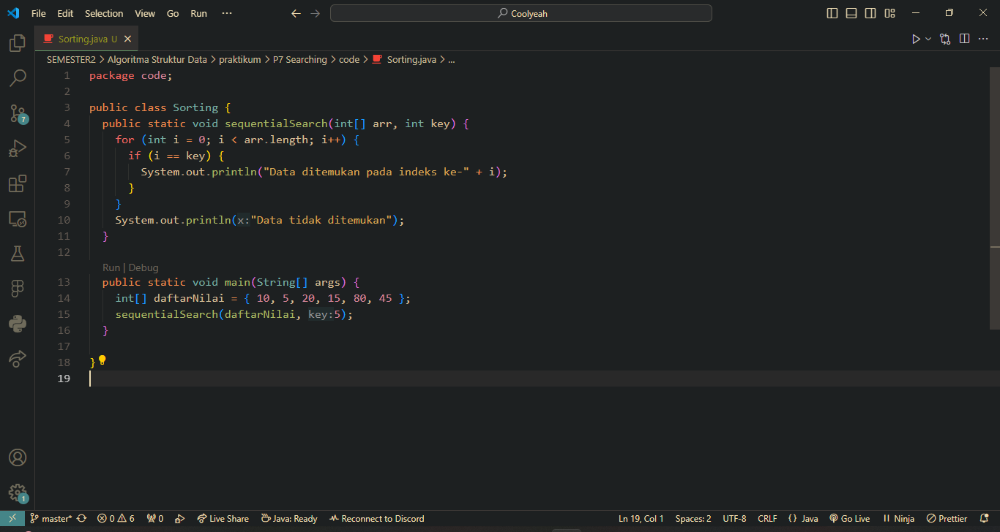 File Edit Selection View Go Run ··· Coolyeah
Sorting.java U
SEMESTER2 > Algoritma Struktur Data > praktikum > P7 Searching > code > Sorting.java > ...
1 package code;
2
3 public class Sorting {
4 public static void sequentialSearch(int[] arr, int key) {
5 for (int i = 0; i < arr.length; i++) {
6 if (i == key) {
7 System.out.println("Data ditemukan pada indeks ke-" + i);
8 }
9 }
10 System.out.println(x:"Data tidak ditemukan");
11 }
12
Run | Debug
13 public static void main(String[] args) {
14 int[] daftarNilai = { 10, 5, 20, 15, 80, 45 };
15 sequentialSearch(daftarNilai, key:5);
16 }
17
18 }
19
7
1
master* 0 6 0 Live Share Java: Ready Reconnect to Discord Ln 19, Col 1 Spaces: 2 UTF-8 CRLF {} Java Go Live Ninja Prettier